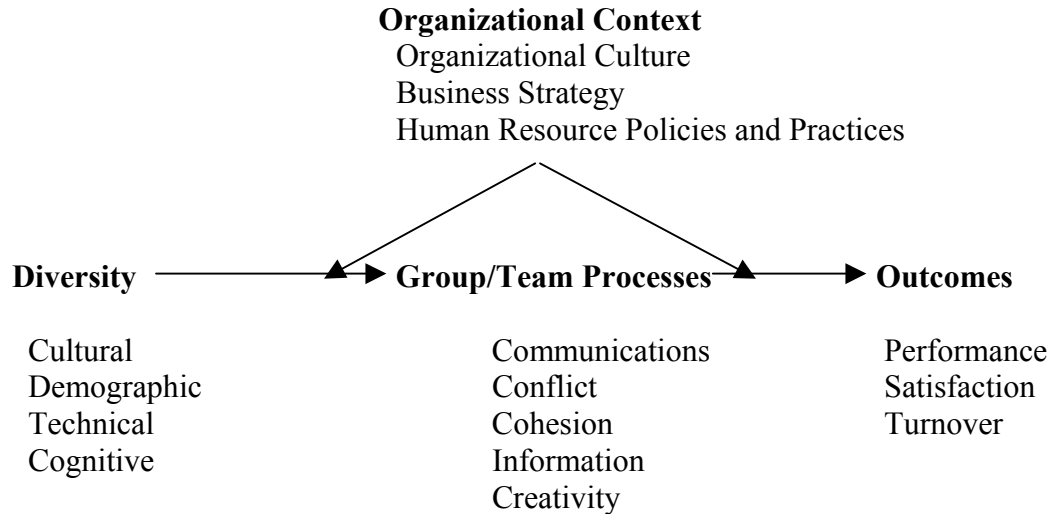 Organizational Context
Organizational Culture
Business Strategy
Human Resource Policies and Practices
Diversity
Group/Team Processes
Outcomes
Cultural
Demographic
Technical
Cognitive
Communications
Conflict
Cohesion
Information
Creativity
Performance
Satisfaction
Turnover